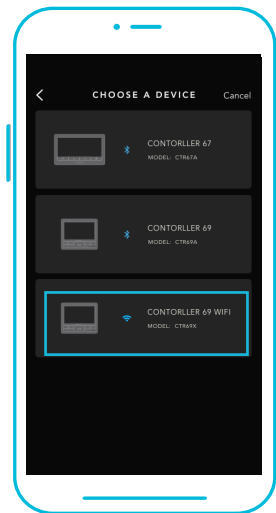 CHOOSE A DEVICE Cancel
CONTORLLER 67
MODEL: CTR67A
CONTORLLER 69
MODEL: CTR69A
CONTORLLER 69 WIFI
MODEL: CTR69X